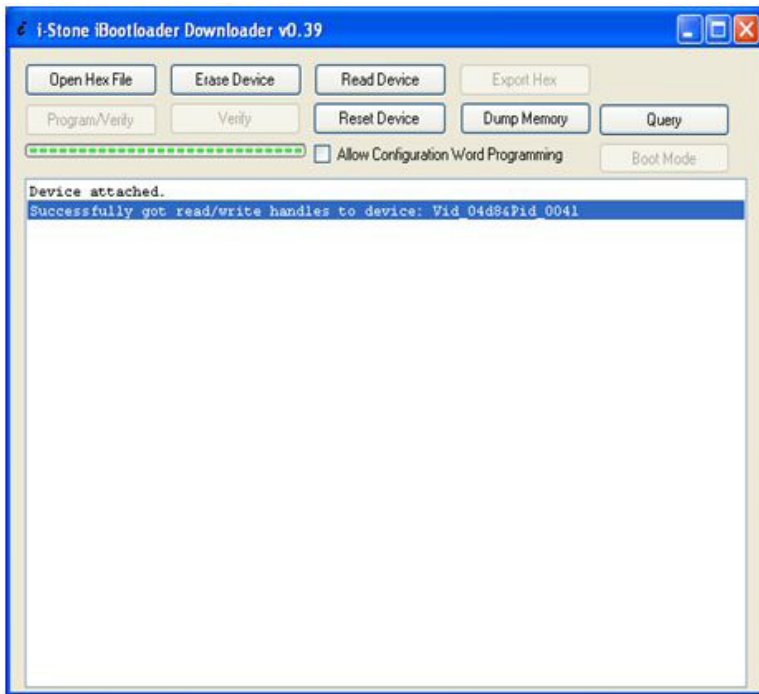 i-Stone iBootloader Downloader v0.39
Open Hex File Erase Device Read Device Export Hex
Program/Verify Verify Reset Device Dump Memory Query
Allow Configuration Word Programming Boot Mode
Device attached.
Successfully got read/write handles to device: Vid_04d8&Pid_0041